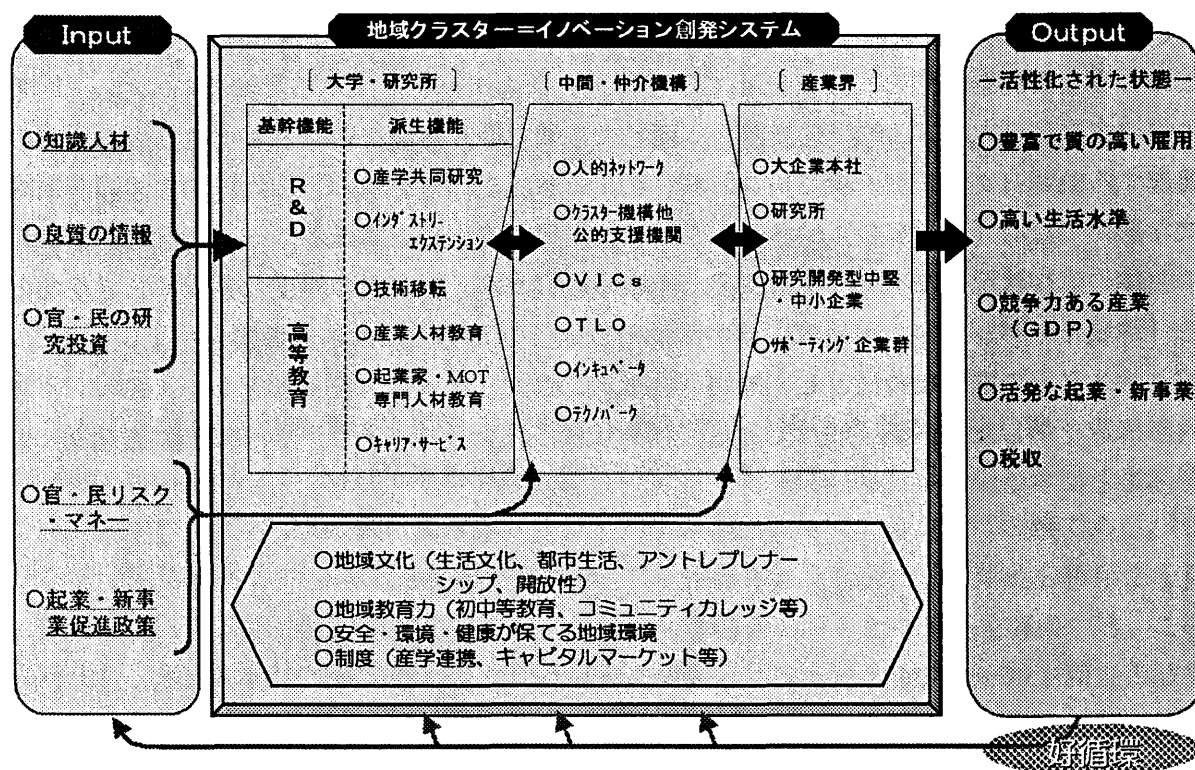 Input
○知識人材
○良質の情報
○官・民の研
究投資
○官・民リスク
・マネー
○起業・新事
業促進政策
地域クラスター＝イノベーション創発システム
［ 大学・研究所 ］
基幹機能
派生機能
R
&
D
高等教育
○産学共同研究
○インダストリー
エクステンション
○技術移転
○産業人材教育
○起業家・MOT
専門人材教育
○キャリア・サービス
［ 中間・仲介機構 ］
○人的ネットワーク
○クラスター機構他
公的支援機関
○ＶＩＣｓ
○ＴＬＯ
○インキュベータ
○テクノパーク
［ 産業界 ］
○大企業本社
○研究所
○研究開発型中堅
・中小企業
○サポーティング企業群
○地域文化（生活文化、都市生活、アントレプレナー
シップ、開放性）
○地域教育力（初中等教育、コミュニティカレッジ等）
○安全・環境・健康が保てる地域環境
○制度（産学連携、キャピタルマーケット等）
Output
－活性化された状態－
○豊富で質の高い雇用
○高い生活水準
○競争力ある産業
（ＧＤＰ）
○活発な起業・新事業
○税収
好循環